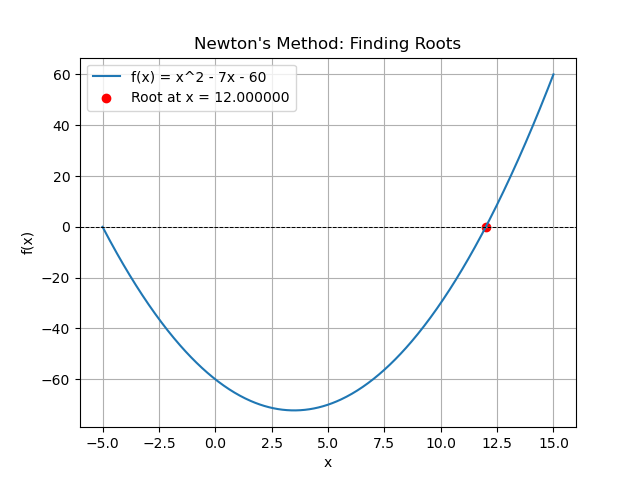 Newton's Method: Finding Roots
f(x) = x^2 - 7x - 60
Root at x = 12.000000
60
40
20
0
−20
−40
−60
f(x)
−5.0 −2.5 0.0 2.5 5.0 7.5 10.0 12.5 15.0
x